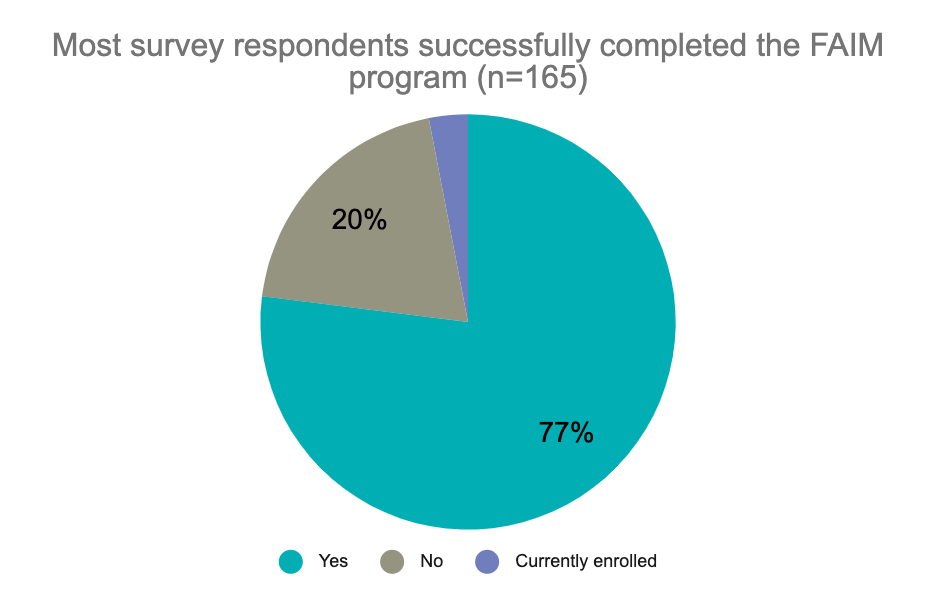 Most survey respondents successfully completed the FAIM
program (n=165)
20%
77%
Yes No Currently enrolled